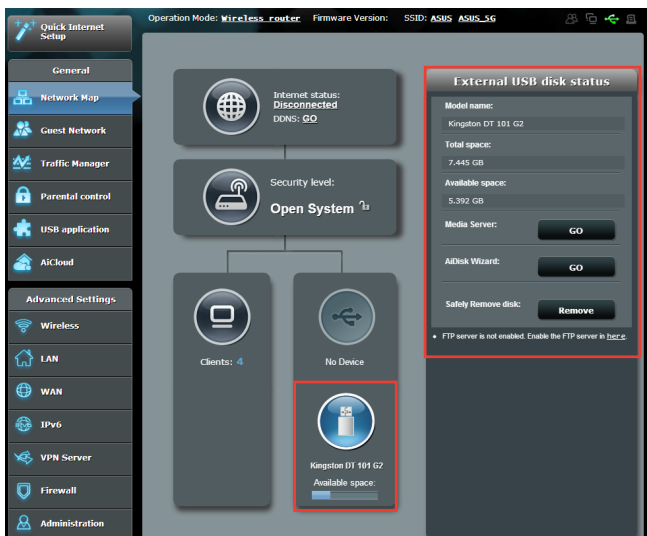 Quick Internet
Setup
Operation Mode: Wireless router Firmware Version: SSID: ASUS ASUS_5G
General
Network Map
Guest Network
Traffic Manager
Parental control
USB application
AiCloud
Advanced Settings
Wireless
LAN
WAN
IPv6
VPN Server
Firewall
Administration
Internet status:
Disconnected
DDNS: GO
Security level:
Open System
Clients: 4
No Device
Kingston DT 101 G2
Available space:
External USB disk status
Model name:
Kingston DT 101 G2
Total space:
7.445 GB
Available space:
5.392 GB
Media Server: GO
AiDisk Wizard: GO
Safely Remove disk: Remove
• FTP server is not enabled. Enable the FTP server in here.